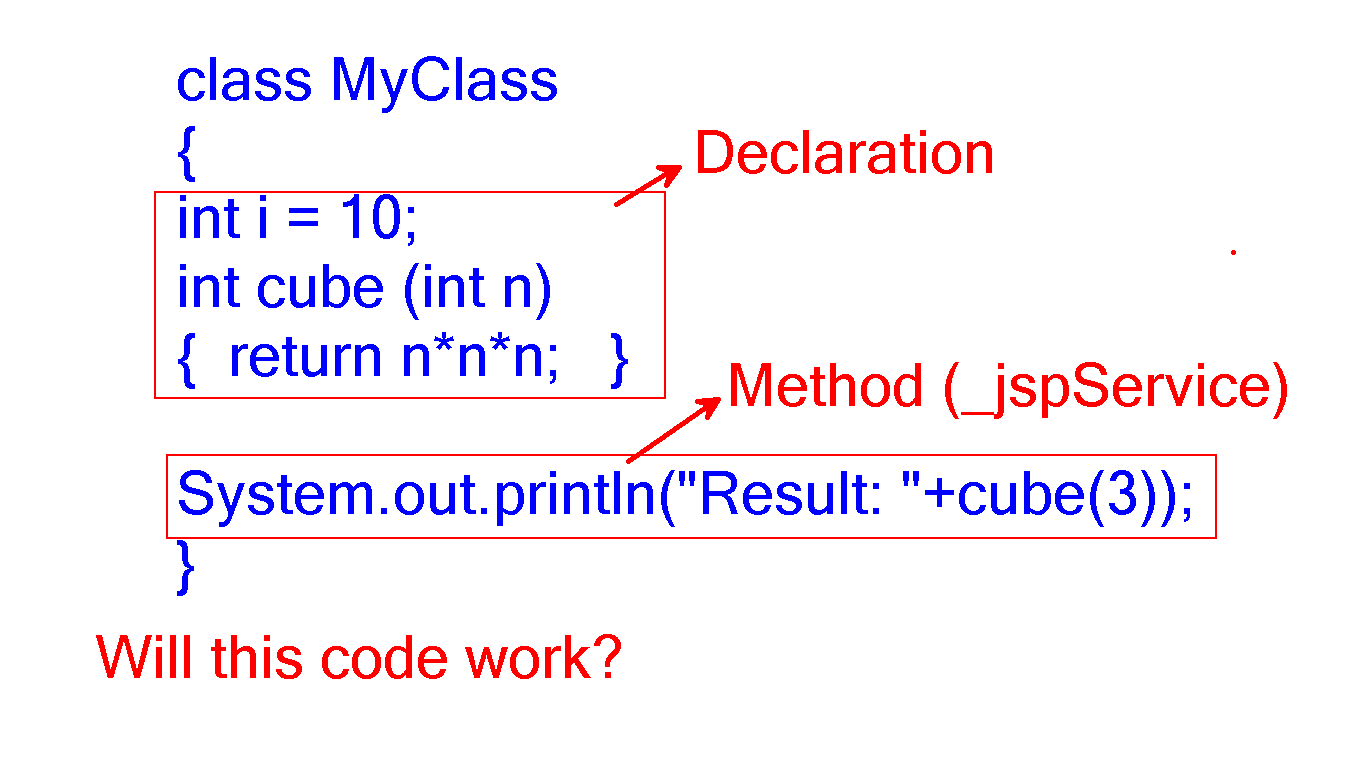 class MyClass
{
Declaration
int i = 10;
int cube (int n)
{  return n*n*n;   }
Method (_jspService)
System.out.println("Result: "+cube(3));
}
Will this code work?